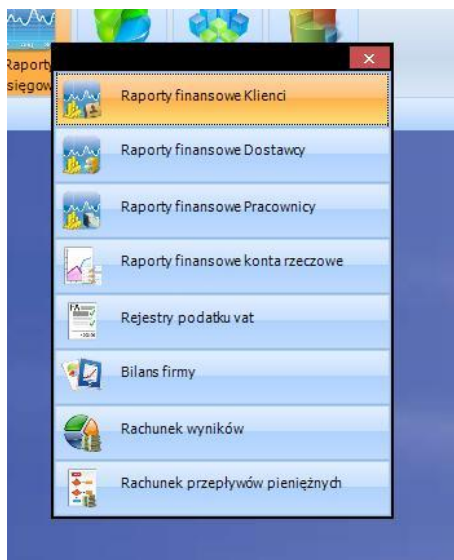 Raporty
sięgow
Raporty finansowe Klienci
Raporty finansowe Dostawcy
Raporty finansowe Pracownicy
Raporty finansowe konta rzeczowe
Rejestry podatku vat
Bilans firmy
Rachunek wyników
Rachunek przepływów pieniężnych